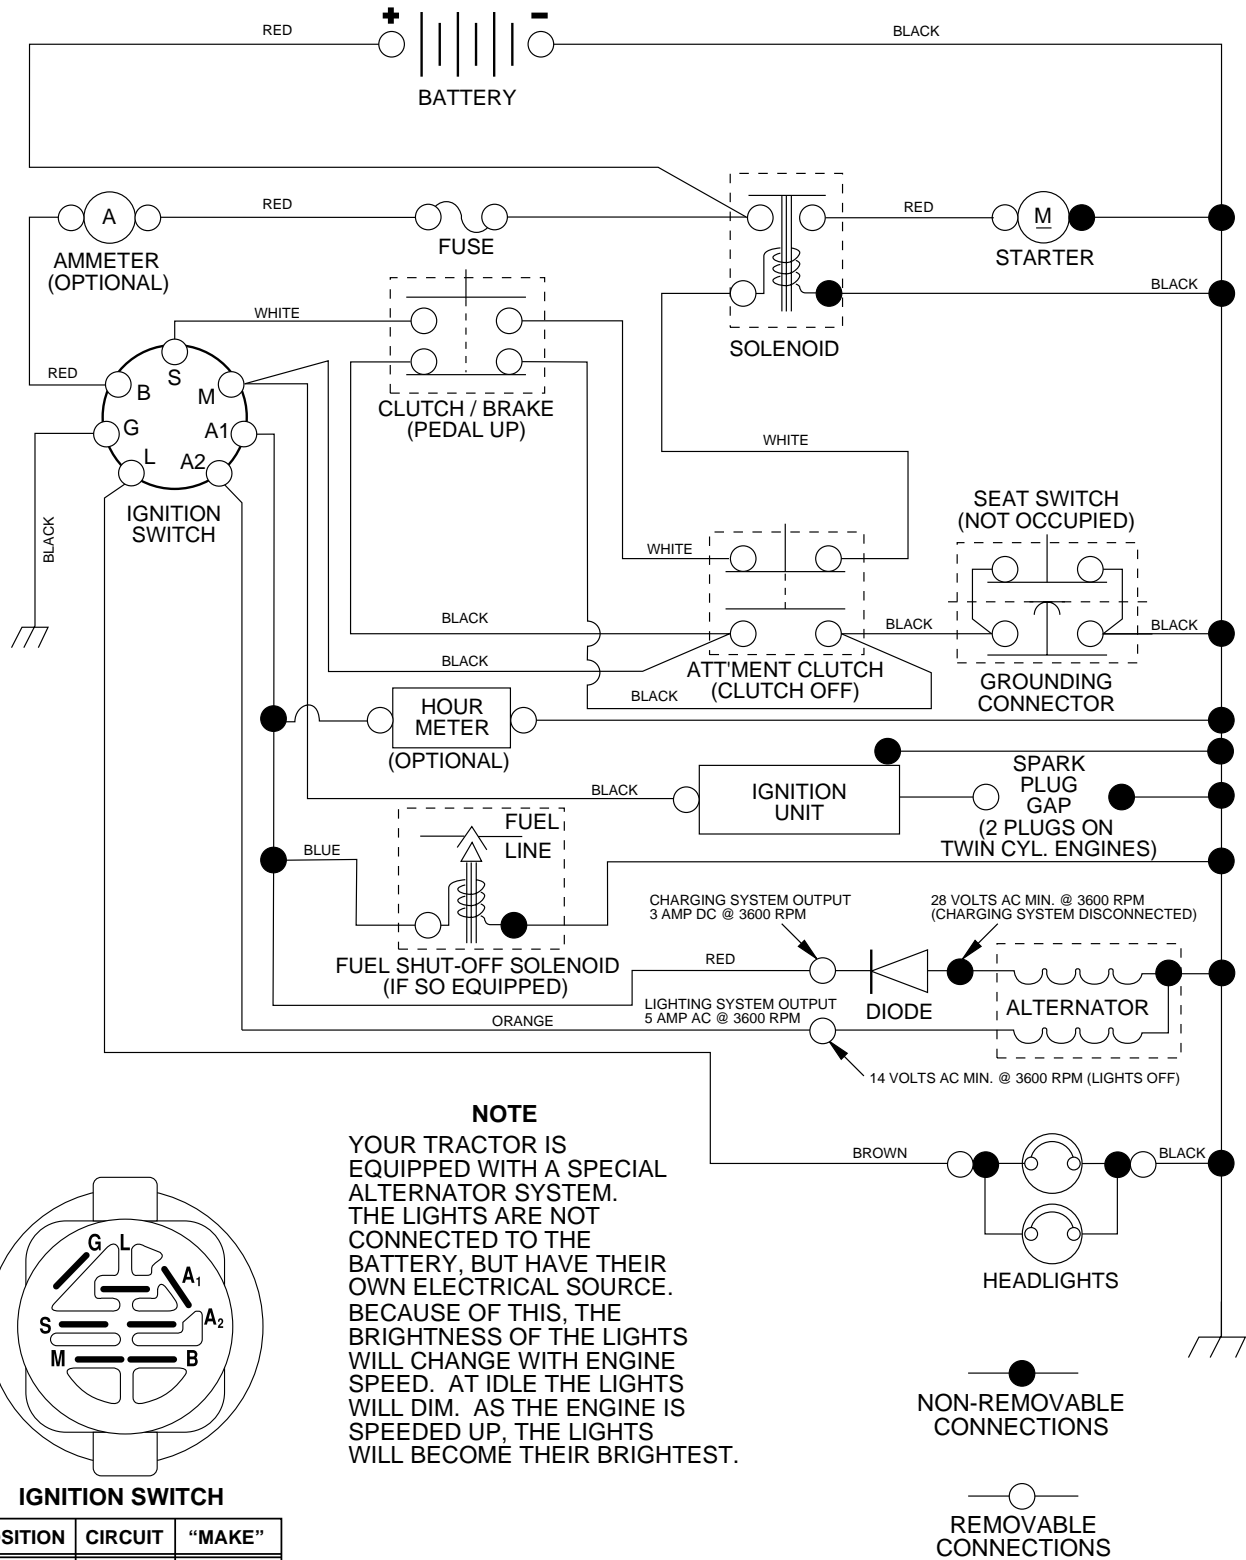 +
−
RED
BLACK
BATTERY
A
RED
FUSE
RED
M
STARTER
AMMETER
(OPTIONAL)
BLACK
SOLENOID
WHITE
RED
S
B
M
G
A1
L
A2
CLUTCH / BRAKE
(PEDAL UP)
IGNITION
SWITCH
BLACK
WHITE
SEAT SWITCH
(NOT OCCUPIED)
WHITE
BLACK
BLACK
BLACK
BLACK
ATT'MENT CLUTCH
(CLUTCH OFF)
BLACK
GROUNDING
CONNECTOR
HOUR
METER
(OPTIONAL)
BLACK
IGNITION
UNIT
SPARK
PLUG
GAP
(2 PLUGS ON
TWIN CYL. ENGINES)
FUEL
LINE
BLUE
FUEL SHUT-OFF SOLENOID
(IF SO EQUIPPED)
CHARGING SYSTEM OUTPUT
3 AMP DC @ 3600 RPM
28 VOLTS AC MIN. @ 3600 RPM
(CHARGING SYSTEM DISCONNECTED)
RED
DIODE
ALTERNATOR
LIGHTING SYSTEM OUTPUT
5 AMP AC @ 3600 RPM
ORANGE
14 VOLTS AC MIN. @ 3600 RPM (LIGHTS OFF)
BROWN
BLACK
HEADLIGHTS
NOTE
YOUR TRACTOR IS
EQUIPPED WITH A SPECIAL
ALTERNATOR SYSTEM.
THE LIGHTS ARE NOT
CONNECTED TO THE
BATTERY, BUT HAVE THEIR
OWN ELECTRICAL SOURCE.
BECAUSE OF THIS, THE
BRIGHTNESS OF THE LIGHTS
WILL CHANGE WITH ENGINE
SPEED. AT IDLE THE LIGHTS
WILL DIM. AS THE ENGINE IS
SPEEDED UP, THE LIGHTS
WILL BECOME THEIR BRIGHTEST.
G L
A1
A2
S
M
B
IGNITION SWITCH
SITION CIRCUIT “MAKE”
NON-REMOVABLE
CONNECTIONS
REMOVABLE
CONNECTIONS